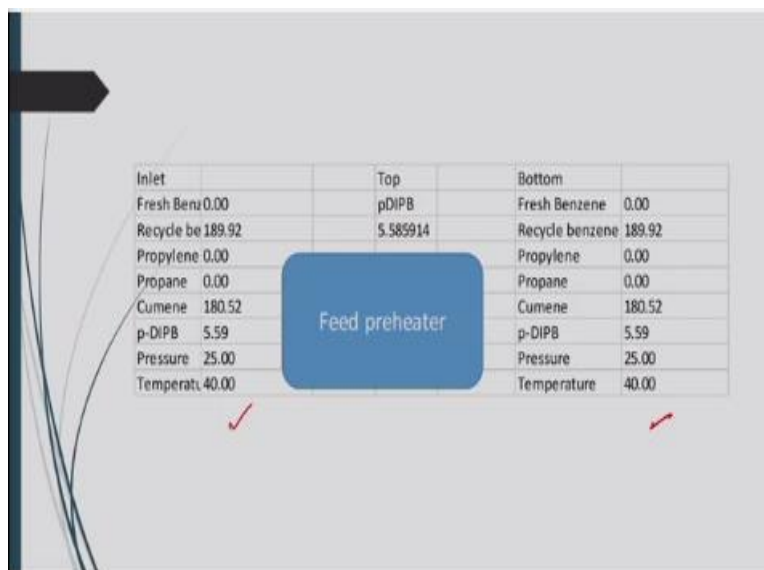 Inlet Top Bottom
Fresh Benz 0.00 pDIPB Fresh Benzene 0.00
Recycle be 189.92 5.585914 Recycle benzene 189.92
Propylene 0.00 Propylene 0.00
Propane 0.00 Propane 0.00
Cumene 180.52 Cumene 180.52
Feed preheater
p-DIPB 5.59 p-DIPB 5.59
Pressure 25.00 Pressure 25.00
Temperatu 40.00 Temperature 40.00